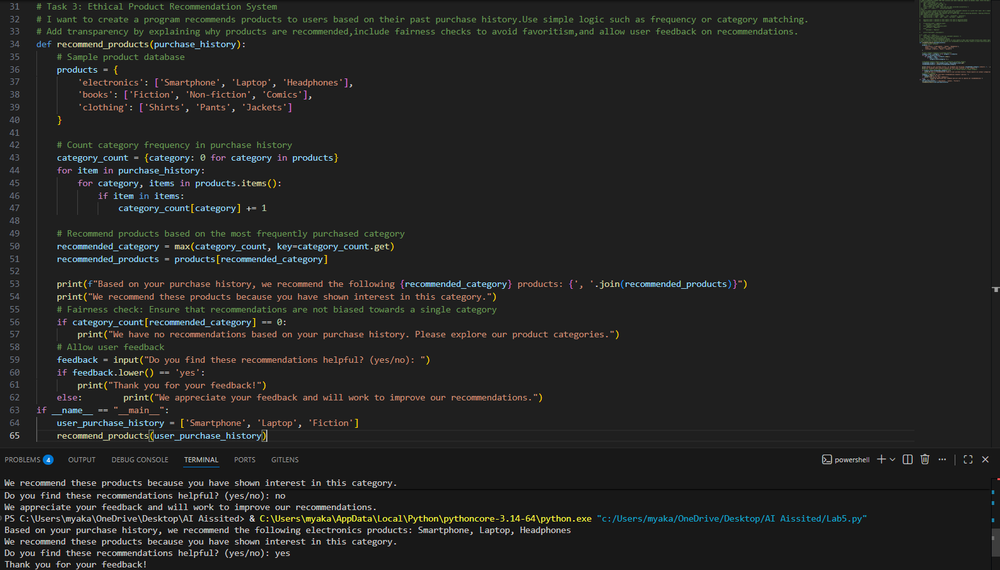 31 # Task 3: Ethical Product Recommendation System
32 # I want to create a program recommends products to users based on their past purchase history.Use simple logic such as frequency or category matching.
33 # Add transparency by explaining why products are recommended,include fairness checks to avoid favoritism,and allow user feedback on recommendations.
34 def recommend_products(purchase_history):
35     # Sample product database
36     products = {
37         'electronics': ['Smartphone', 'Laptop', 'Headphones'],
38         'books': ['Fiction', 'Non-fiction', 'Comics'],
39         'clothing': ['Shirts', 'Pants', 'Jackets']
40     }
41
42     # Count category frequency in purchase history
43     category_count = {category: 0 for category in products}
44     for item in purchase_history:
45         for category, items in products.items():
46             if item in items:
47                 category_count[category] += 1
48
49     # Recommend products based on the most frequently purchased category
50     recommended_category = max(category_count, key=category_count.get)
51     recommended_products = products[recommended_category]
52
53     print(f"Based on your purchase history, we recommend the following {recommended_category} products: {', '.join(recommended_products)}")
54     print("We recommend these products because you have shown interest in this category.")
55     # Fairness check: Ensure that recommendations are not biased towards a single category
56     if category_count[recommended_category] == 0:
57         print("We have no recommendations based on your purchase history. Please explore our product categories.")
58     # Allow user feedback
59     feedback = input("Do you find these recommendations helpful? (yes/no): ")
60     if feedback.lower() == 'yes':
61         print("Thank you for your feedback!")
62     else:        print("We appreciate your feedback and will work to improve our recommendations.")
63 if __name__ == "__main__":
64     user_purchase_history = ['Smartphone', 'Laptop', 'Fiction']
65     recommend_products(user_purchase_history)
PROBLEMS 4 OUTPUT DEBUG CONSOLE TERMINAL PORTS GITLENS powershell
We recommend these products because you have shown interest in this category.
Do you find these recommendations helpful? (yes/no): no
We appreciate your feedback and will work to improve our recommendations.
PS C:\Users\myaka\OneDrive\Desktop\AI Aissited> & C:\Users\myaka\AppData\Local\Python\pythoncore-3.14-64\python.exe "c:/Users/myaka/OneDrive/Desktop/AI Aissited/Lab5.py"
Based on your purchase history, we recommend the following electronics products: Smartphone, Laptop, Headphones
We recommend these products because you have shown interest in this category.
Do you find these recommendations helpful? (yes/no): yes
Thank you for your feedback!